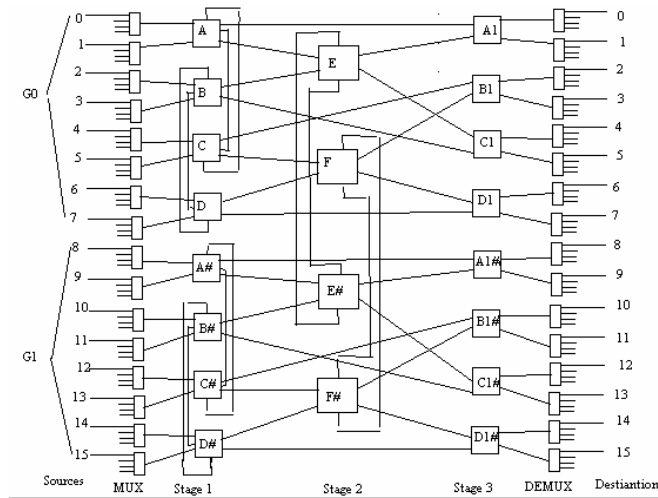 0 A A1 0
1 1
E
2 B B1 2
G0
3 3
4 C C1 4
5 5
F
6 D D1 6
7 7
8 A# A1# 8
9 9
E#
10 B# B1# 10
G1
11 11
12 C# C1# 12
13 13
F#
14 D# D1# 14
15 15
Sources MUX Stage 1 Stage 2 Stage 3 DEMUX Destiantion